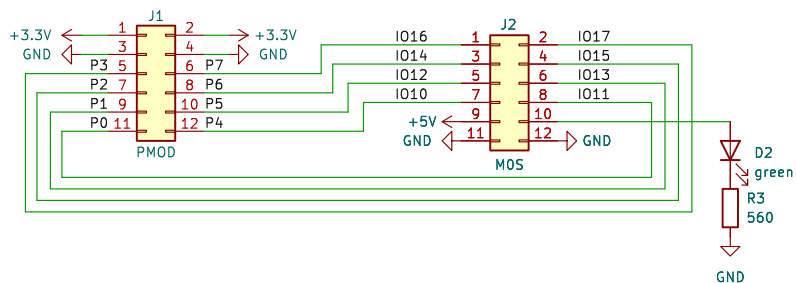 J1
+3.3V 1 2 +3.3V
GND 3 4 GND
P3 5 6 P7
P2 7 8 P6
P1 9 10 P5
P0 11 12 P4
PMOD
J2
IO16 1 2 IO17
IO14 3 4 IO15
IO12 5 6 IO13
IO10 7 8 IO11
+5V 9 10
GND 11 12 GND
M0S
D2
green
R3
560
GND